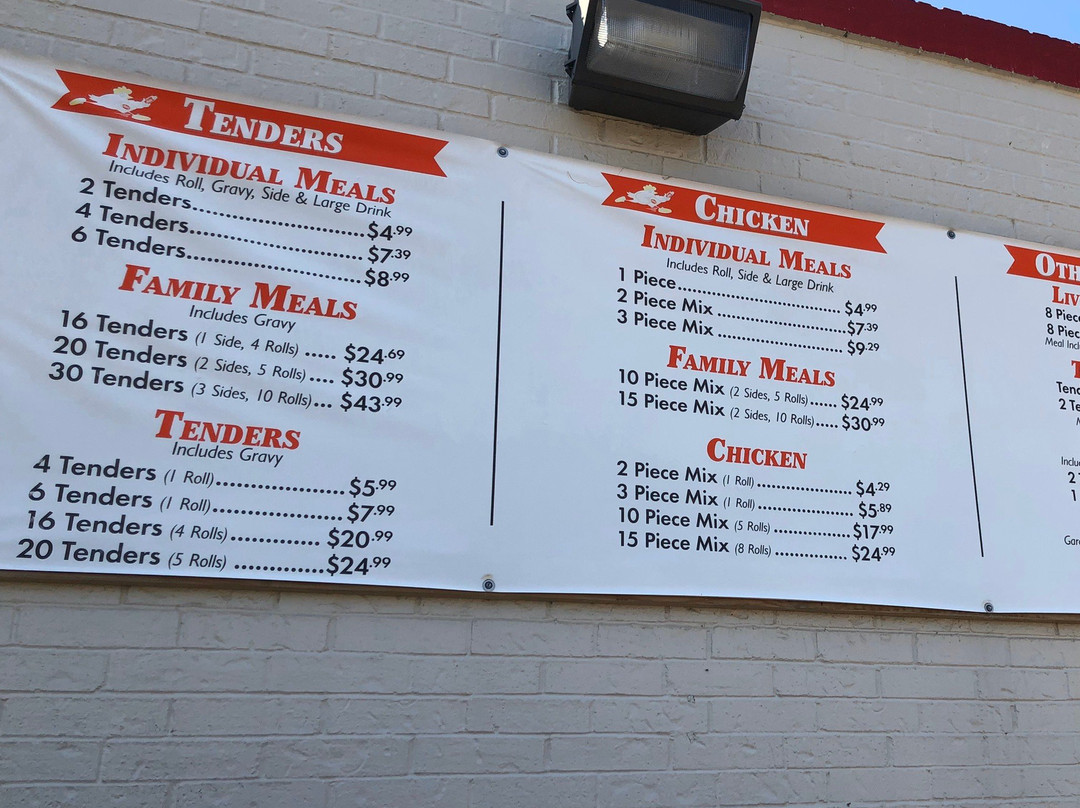 TENDERS
INDIVIDUAL MEALS
Includes Roll, Gravy, Side & Large Drink
2 Tenders........................$4.99
4 Tenders........................$7.39
6 Tenders........................$8.99
FAMILY MEALS
Includes Gravy
16 Tenders (1 Side, 4 Rolls) ..... $24.69
20 Tenders (2 Sides, 5 Rolls) .... $30.99
30 Tenders (3 Sides, 10 Rolls)... $43.99
TENDERS
Includes Gravy
4 Tenders (1 Roll)....................$5.99
6 Tenders (1 Roll)....................$7.99
16 Tenders (4 Rolls) .............. $20.99
20 Tenders (5 Rolls) ..............$24.99
CHICKEN
INDIVIDUAL MEALS
Includes Roll, Side & Large Drink
1 Piece............................ $4.99
2 Piece Mix ......................$7.39
3 Piece Mix ......................$9.29
FAMILY MEALS
10 Piece Mix (2 Sides, 5 Rolls)...... $24.99
15 Piece Mix (2 Sides, 10 Rolls)..... $30.99
CHICKEN
2 Piece Mix (1 Roll) ................ $4.29
3 Piece Mix (1 Roll) ................ $5.89
10 Piece Mix (5 Rolls) .............$17.99
15 Piece Mix (8 Rolls) ............. $24.99
8
8
Meal
2
2
1